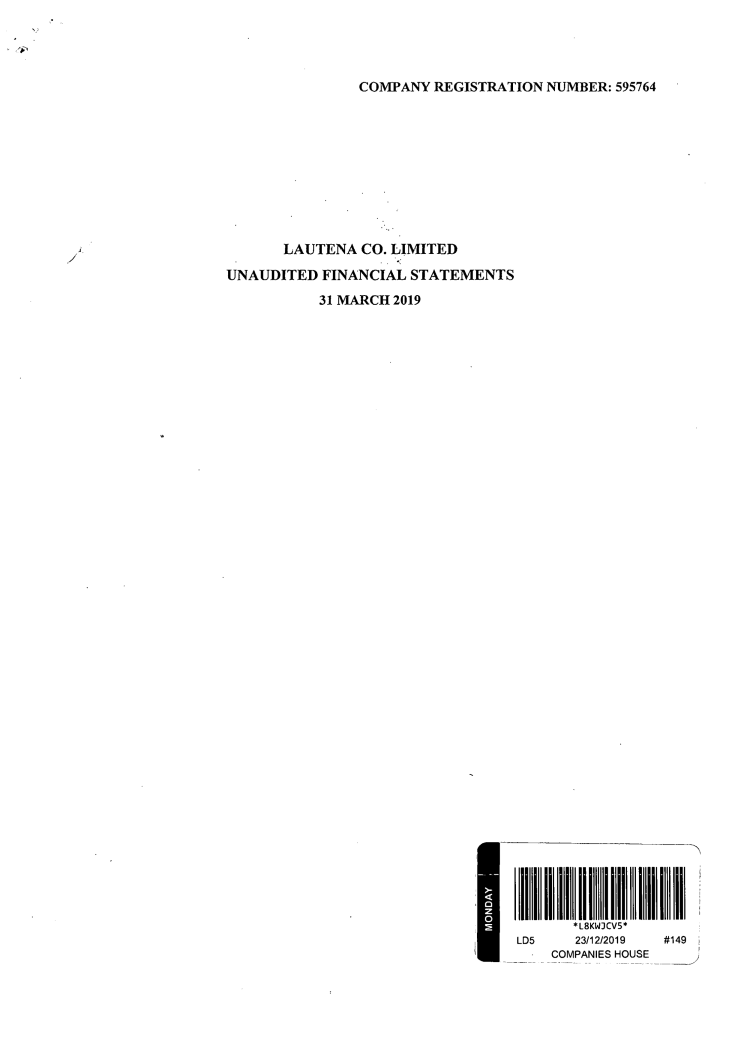 COMPANY REGISTRATION NUMBER: 595764
LAUTENA CO. LIMITED
UNAUDITED FINANCIAL STATEMENTS
31 MARCH 2019
MONDAY
*L8KWJCV5*
LD5 23/12/2019 #149
COMPANIES HOUSE